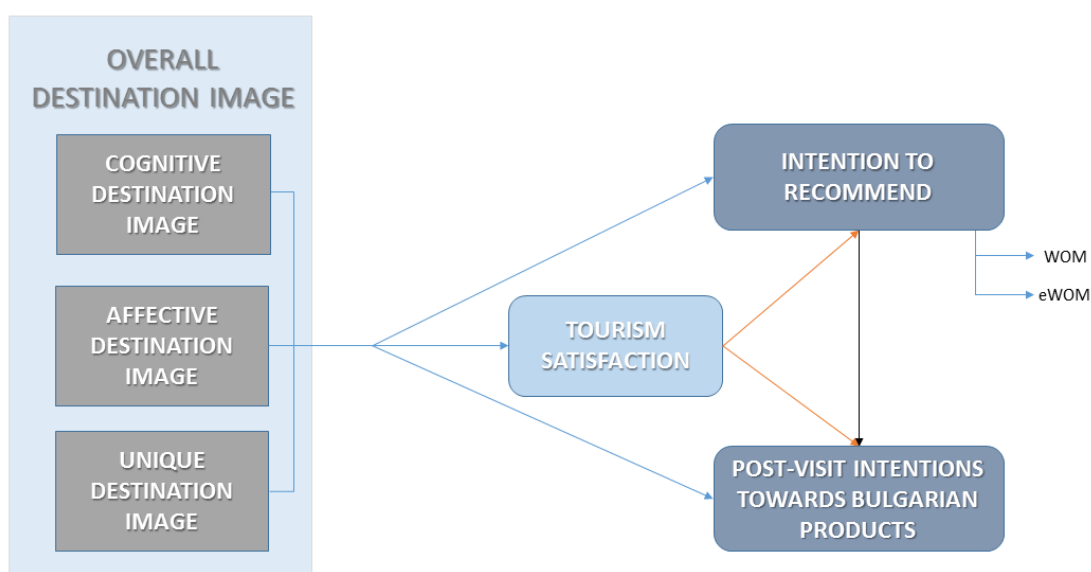 OVERALL
DESTINATION IMAGE
COGNITIVE
DESTINATION
IMAGE
AFFECTIVE
DESTINATION
IMAGE
UNIQUE
DESTINATION
IMAGE
TOURISM
SATISFACTION
INTENTION TO
RECOMMEND
WOM
eWOM
POST-VISIT INTENTIONS
TOWARDS BULGARIAN
PRODUCTS